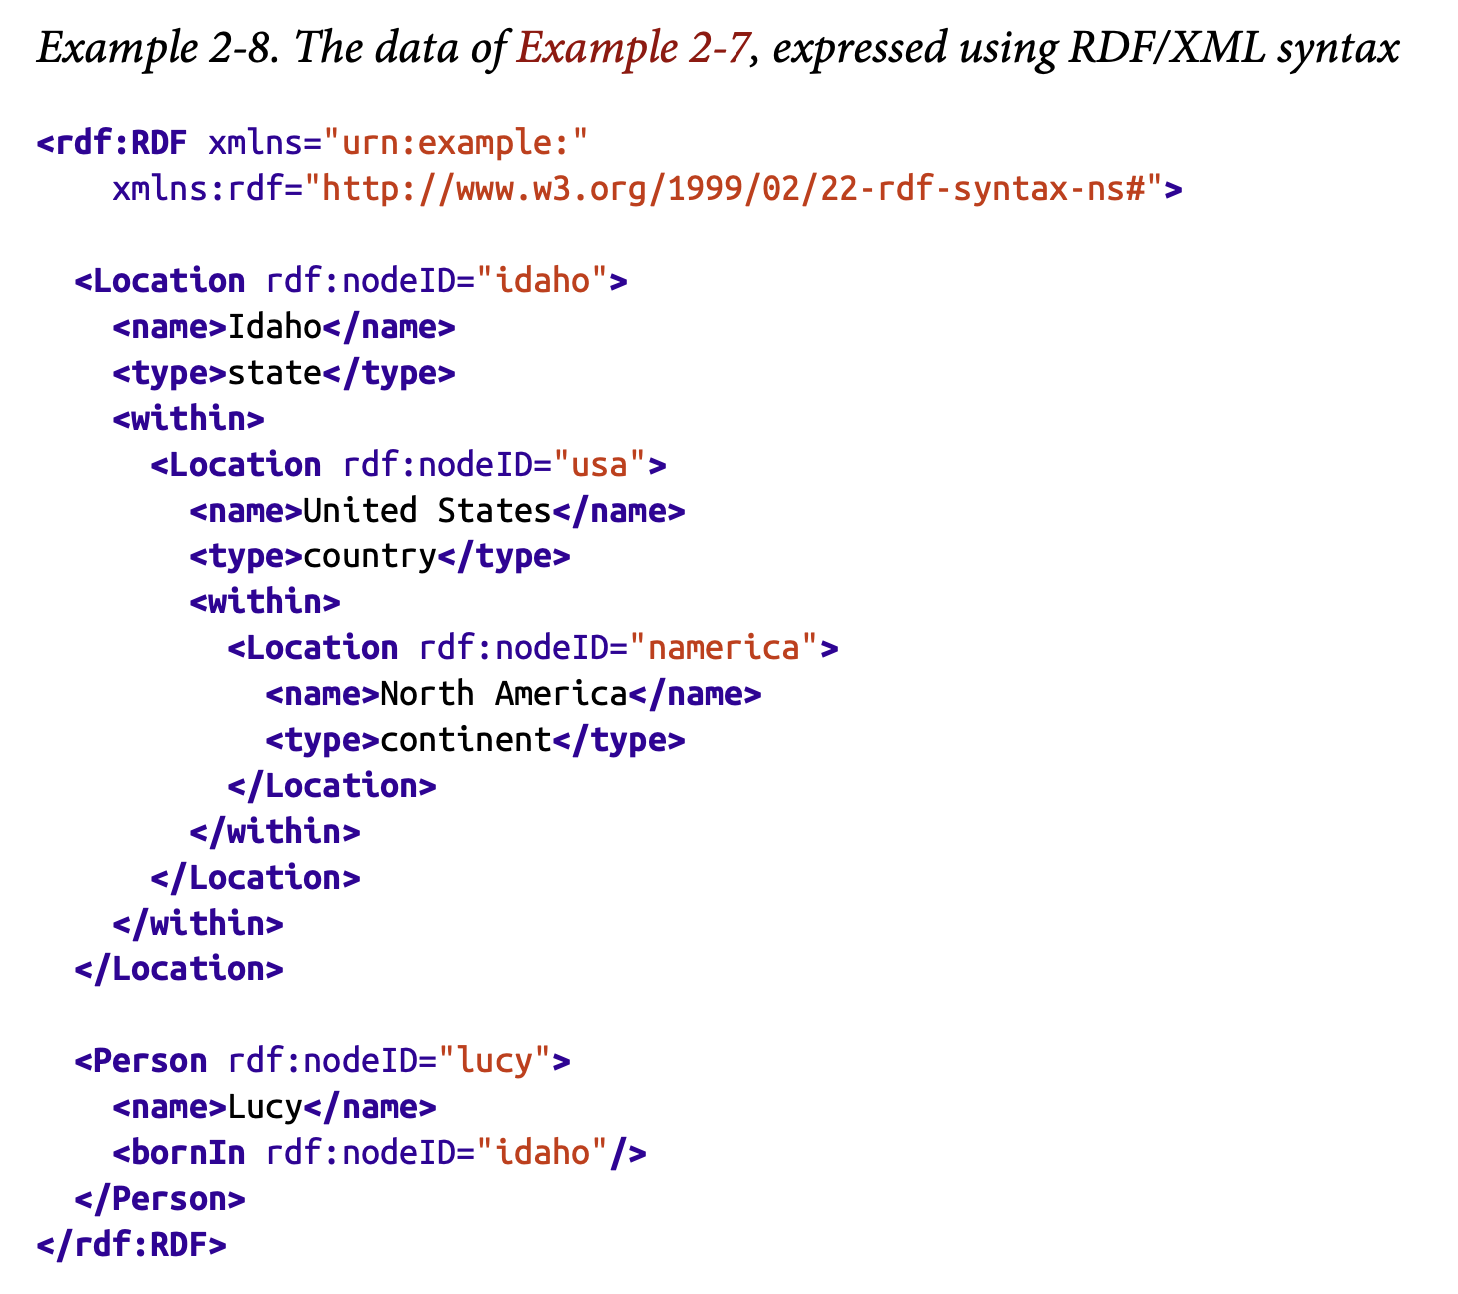 Example 2-8. The data of Example 2-7, expressed using RDF/XML syntax
<rdf:RDF xmlns="urn:example:"
    xmlns:rdf="http://www.w3.org/1999/02/22-rdf-syntax-ns#">

  <Location rdf:nodeID="idaho">
    <name>Idaho</name>
    <type>state</type>
    <within>
      <Location rdf:nodeID="usa">
        <name>United States</name>
        <type>country</type>
        <within>
          <Location rdf:nodeID="namerica">
            <name>North America</name>
            <type>continent</type>
          </Location>
        </within>
      </Location>
    </within>
  </Location>

  <Person rdf:nodeID="lucy">
    <name>Lucy</name>
    <bornIn rdf:nodeID="idaho"/>
  </Person>
</rdf:RDF>